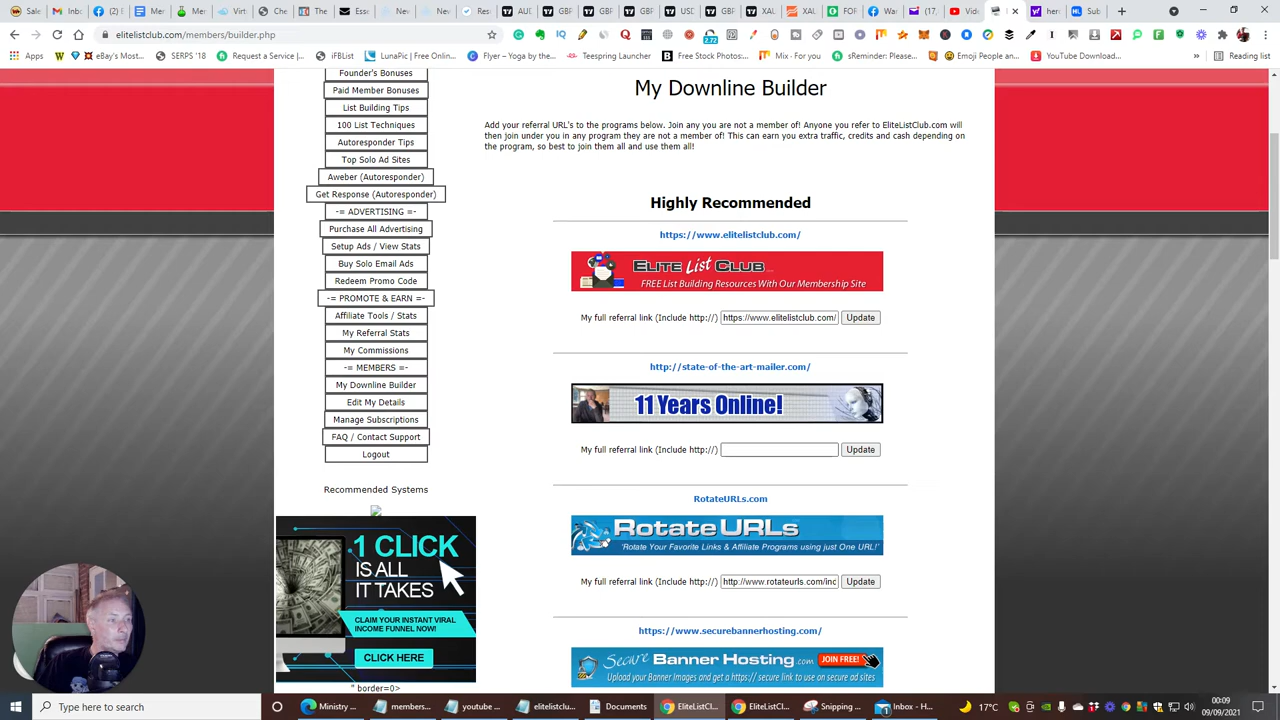 elitelistclub.com/members/builder.php
Apps
eBay's Most...
SERPS '18
Request a Service |
iFBList
LunaPic | Free Onli...
Flyer – Yoga by the...
Teespring Launcher
Free Stock Photos:...
Mix · For you
sReminder: Please...
Emoji People and...
YouTube Download...
Reading list
Founder's Bonuses
Paid Member Bonuses
List Building Tips
100 List Techniques
Autoresponder Tips
Top Solo Ad Sites
Aweber (Autoresponder)
Get Response (Autoresponder)
-= ADVERTISING =-
Purchase All Advertising
Setup Ads / View Stats
Buy Solo Email Ads
Redeem Promo Code
-= PROMOTE & EARN =-
Affiliate Tools / Stats
My Referral Stats
My Commissions
-= MEMBERS =-
My Downline Builder
Edit My Details
Manage Subscriptions
FAQ / Contact Support
Logout
Recommended Systems
1 CLICK
IS ALL
IT TAKES
CLAIM YOUR INSTANT VIRAL
INCOME FUNNEL NOW!
CLICK HERE
" border=0>
My Downline Builder
Add your referral URL's to the programs below. Join any you are not a member of! Anyones you refer to EliteListClub.com will
then join under you in any program they are not a member of! This can earn you extra traffic, credits and cash depending on
the program, so best to join them all and use them all!
Highly Recommended
https://www.elitelistclub.com/
ELITE List CLUB.com
FREE List Building Resources With Our Membership Site
My full referral link (Include http://) https://www.elitelistclub.com/ Update
http://state-of-the-art-mailer.com/
11 Years Online!
My full referral link (Include http://) Update
RotateURLs.com
RotateURLs
'Rotate Your Favorite Links & Affiliate Programs using just One URL!'
My full referral link (Include http://) http://www.rotateurls.com/inc Update
https://www.securebannerhosting.com/
Secure Banner Hosting.com JOIN FREE!
Upload your Banner Images and get a https:// secure link to use on secure ad sites
Type here to search
Ministry ...
members...
youtube ...
elitelistclu...
Documents
EliteListCl...
EliteListCl...
Snipping ...
Inbox - H...
17°C
00:09
09/09/2021